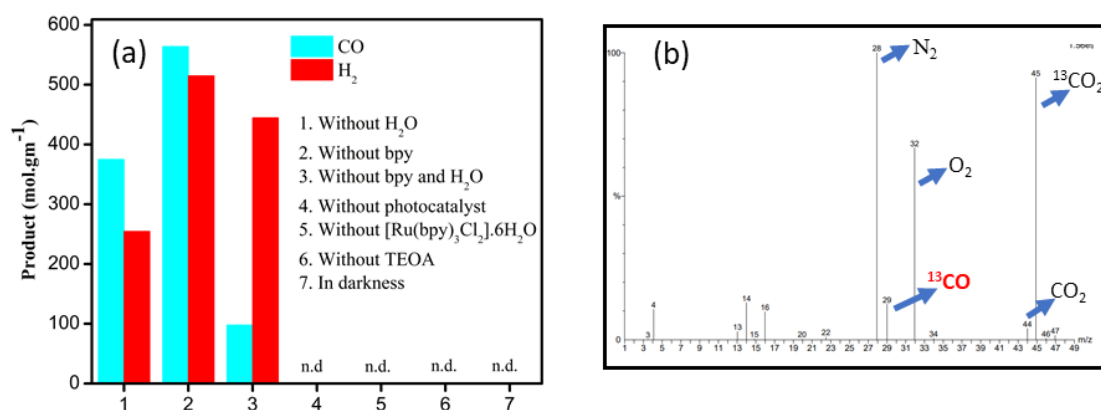 (a)
CO
H2
Product (mol.gm-1)
600
500
400
300
200
100
0
1. Without H2O
2. Without bpy
3. Without bpy and H2O
4. Without photocatalyst
5. Without [Ru(bpy)3Cl2].6H2O
6. Without TEOA
7. In darkness
n.d n.d. n.d. n.d.
1 2 3 4 5 6 7
(b)
100
%
0
28
N2
45
13CO2
32
O2
13CO
29
CO2
44
4
3
13
14
15
16
20
22
34
46
47
1 3 5 7 9 11 13 15 17 19 21 23 25 27 29 31 33 35 37 39 41 43 45 47 49 m/z